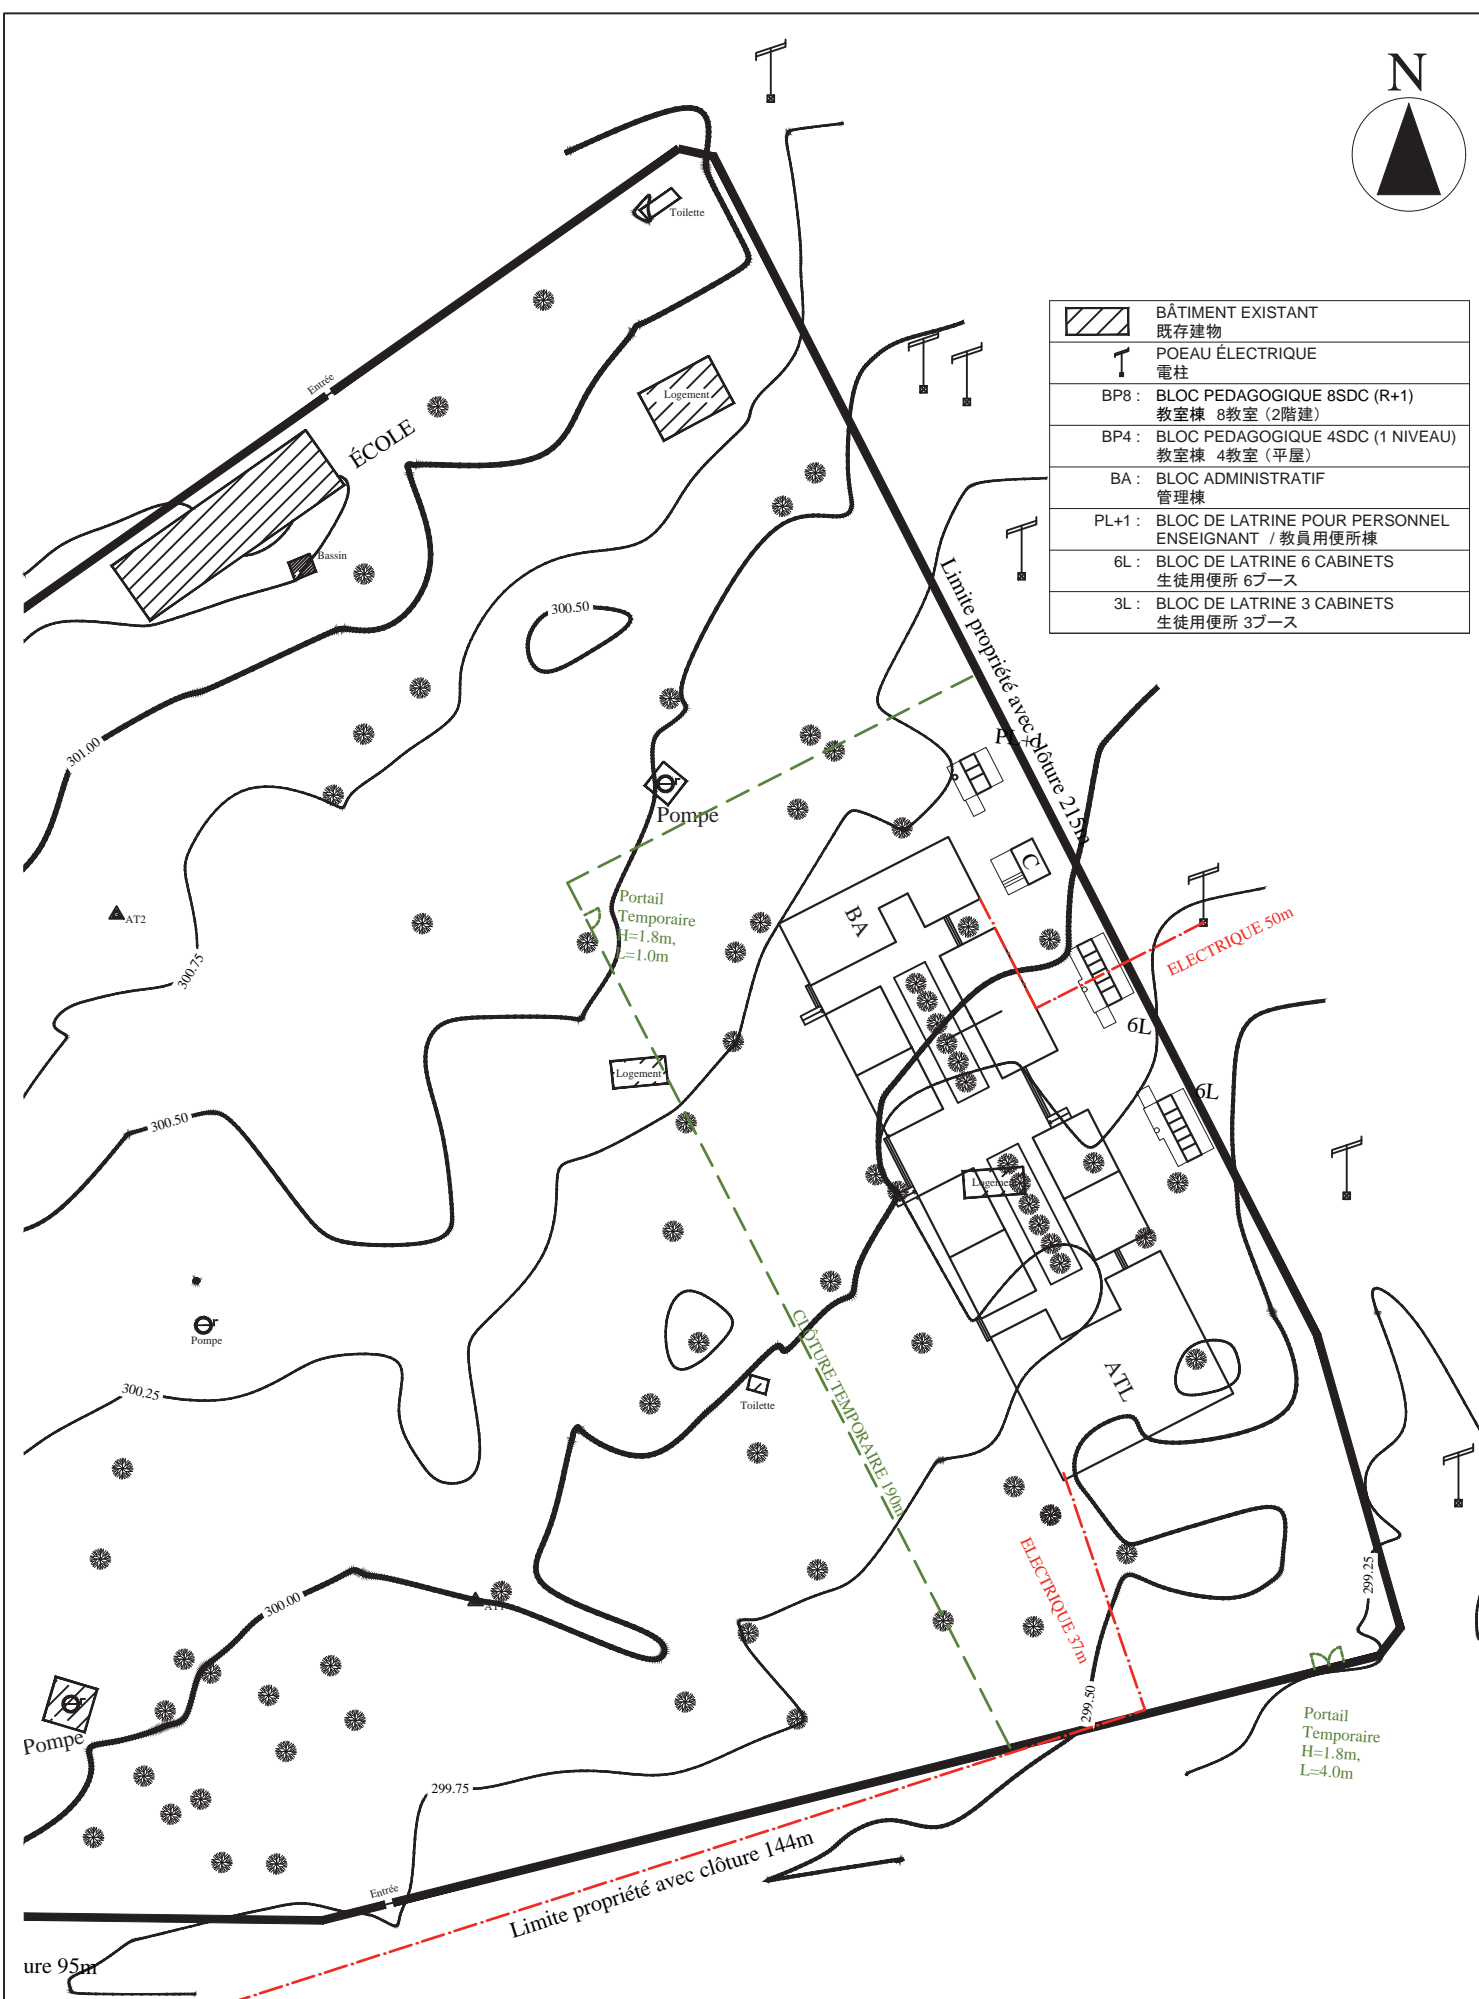 N
Toilette
BÂTIMENT EXISTANT
既存建物
POEAU ÉLECTRIQUE
電柱
BP8 : BLOC PEDAGOGIQUE 8SDC (R+1)
教室棟 8教室（2階建）
BP4 : BLOC PEDAGOGIQUE 4SDC (1 NIVEAU)
教室棟 4教室（平屋）
BA : BLOC ADMINISTRATIF
管理棟
PL+1 : BLOC DE LATRINE POUR PERSONNEL
ENSEIGNANT / 教員用便所棟
6L : BLOC DE LATRINE 6 CABINETS
生徒用便所 6ブース
3L : BLOC DE LATRINE 3 CABINETS
生徒用便所 3ブース
Entrée
Logement
ÉCOLE
Bassin
300.50
Limite propriété avec clôture 215m
301.00
Pompe
C
Portail
Temporaire
H=1.8m,
L=1.0m
BA
AT2
ELECTRIQUE 50m
300.75
6L
Logement
6L
300.50
Logement
Pompe
CLÔTURE TEMPORAIRE 190m
300.25
Toilette
ATL
ELECTRIQUE 37m
299.25
300.00
299.50
Pompe
Portail
Temporaire
H=1.8m,
L=4.0m
299.75
Entrée
Limite propriété avec clôture 144m
ure 95m